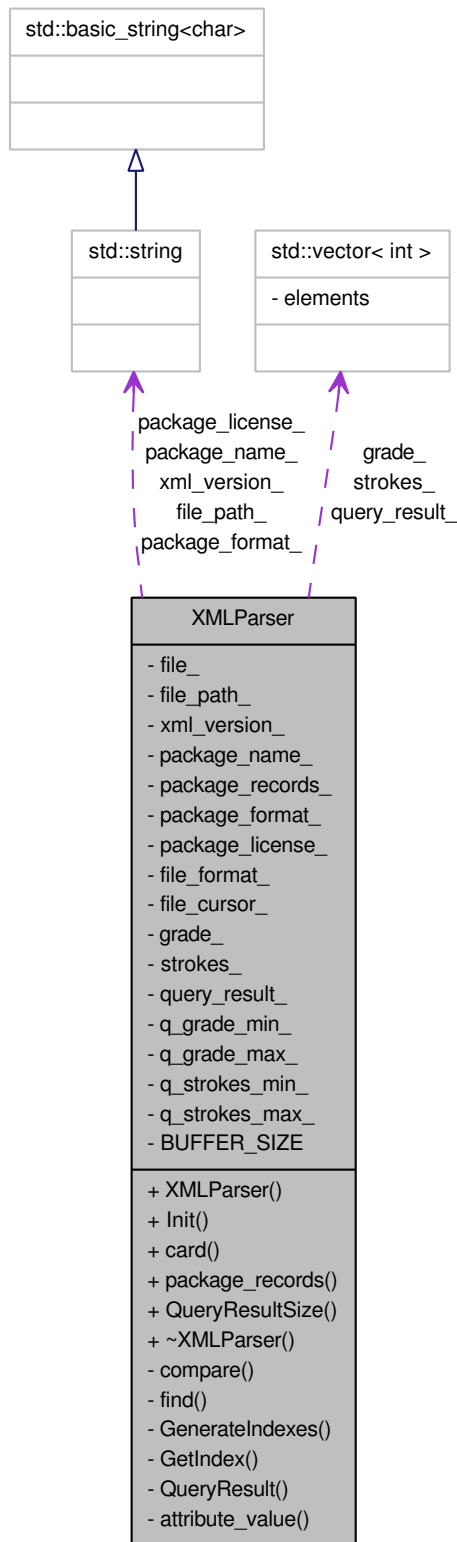 std::basic_string<char>
std::string
std::vector< int >
- elements
package_license_
package_name_
xml_version_
file_path_
package_format_
grade_
strokes_
query_result_
XMLParser
- file_
- file_path_
- xml_version_
- package_name_
- package_records_
- package_format_
- package_license_
- file_format_
- file_cursor_
- grade_
- strokes_
- query_result_
- q_grade_min_
- q_grade_max_
- q_strokes_min_
- q_strokes_max_
- BUFFER_SIZE
+ XMLParser()
+ Init()
+ card()
+ package_records()
+ QueryResultSize()
+ ~XMLParser()
- compare()
- find()
- GenerateIndexes()
- GetIndex()
- QueryResult()
- attribute_value()